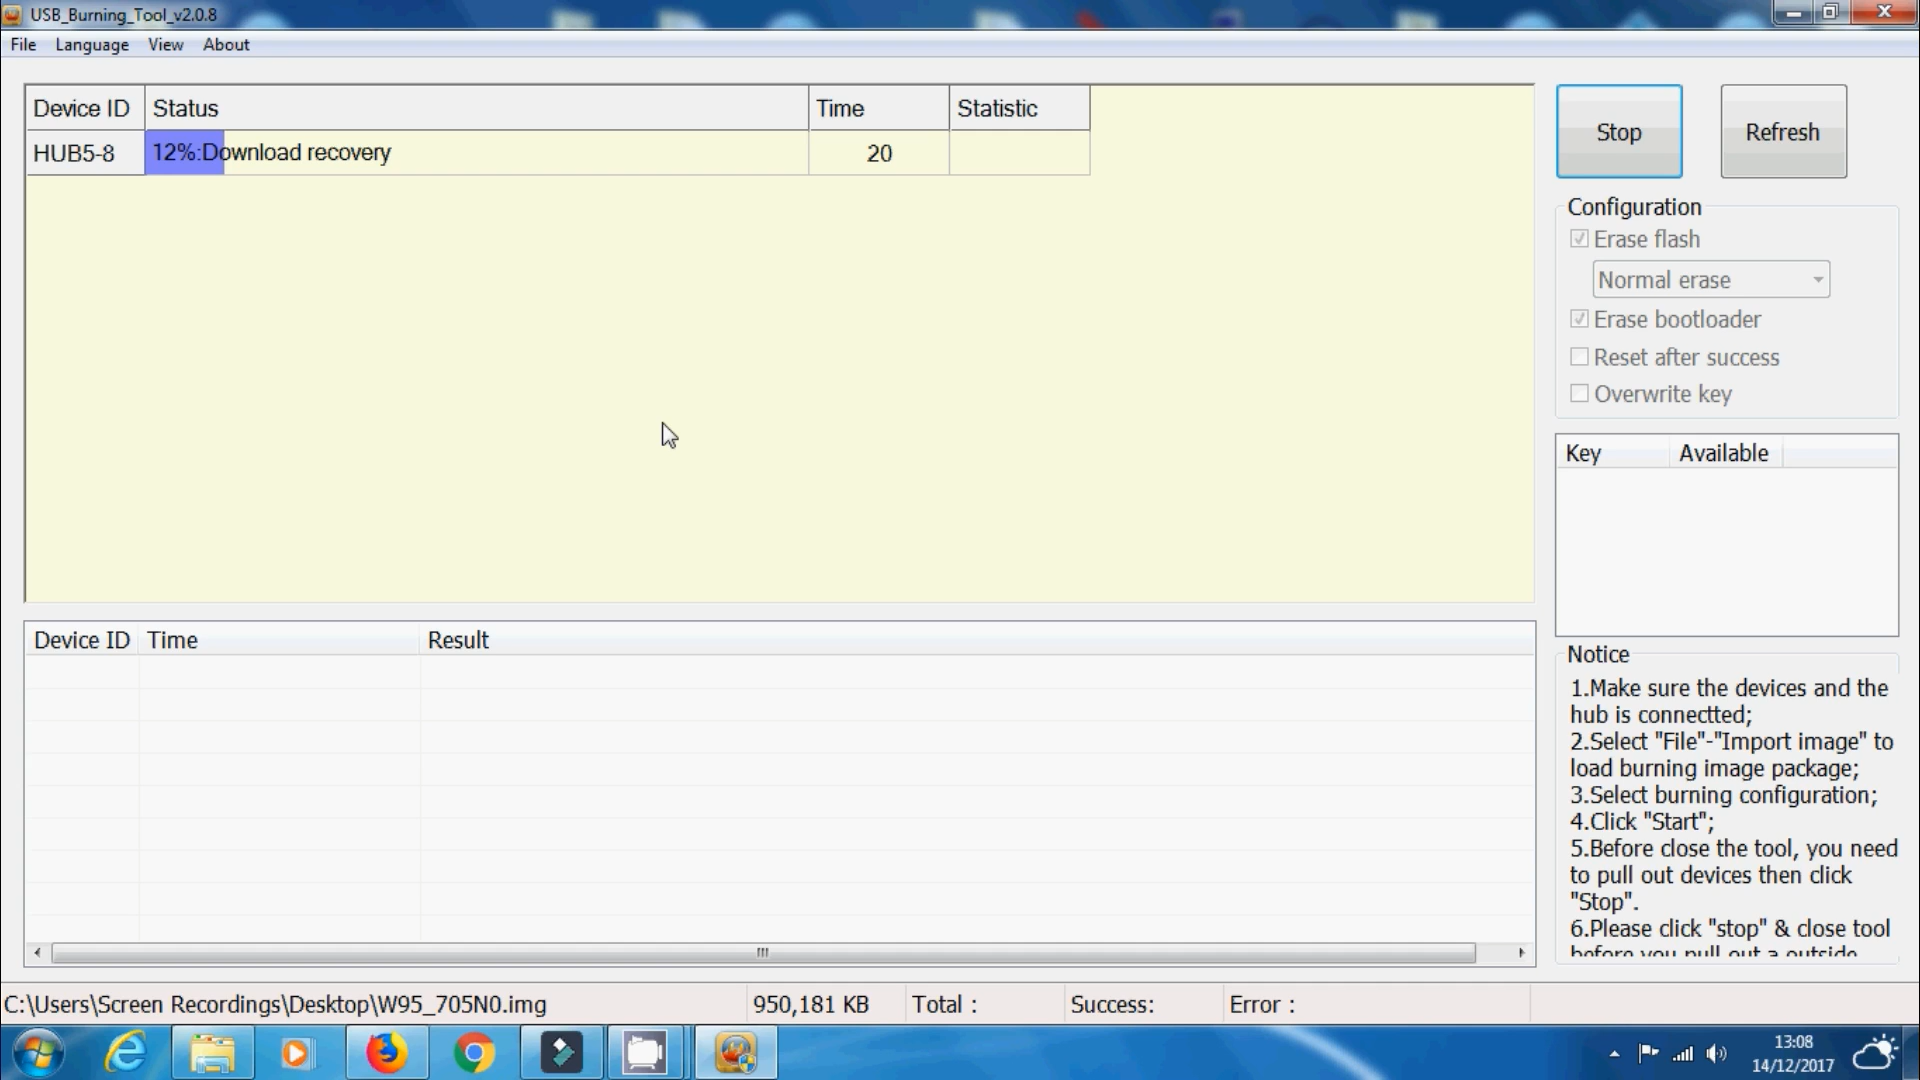 USB_Burning_Tool_v2.0.8
File Language View About
Device ID Status Time Statistic
HUB5-8 12%:Download recovery 20
Stop Refresh
Configuration
Erase flash
Normal erase
Erase bootloader
Reset after success
Overwrite key
Key Available
Device ID Time Result
Notice
1.Make sure the devices and the
hub is connectted;
2.Select "File"-"Import image" to
load burning image package;
3.Select burning configuration;
4.Click "Start";
5.Before close the tool, you need
to pull out devices then click
"Stop".
6.Please click "stop" & close tool
before you pull out a outside
C:\Users\Screen Recordings\Desktop\W95_705N0.img 950,181 KB Total : Success: Error :
13:08
14/12/2017